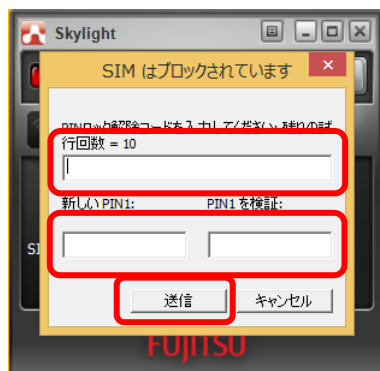 Skylight
SIM はブロックされています
PINロック解除コードを入力してください: 残りの試
行回数 = 10
新しい PIN1:
PIN1 を検証:
SI
送信
キャンセル
FUJITSU